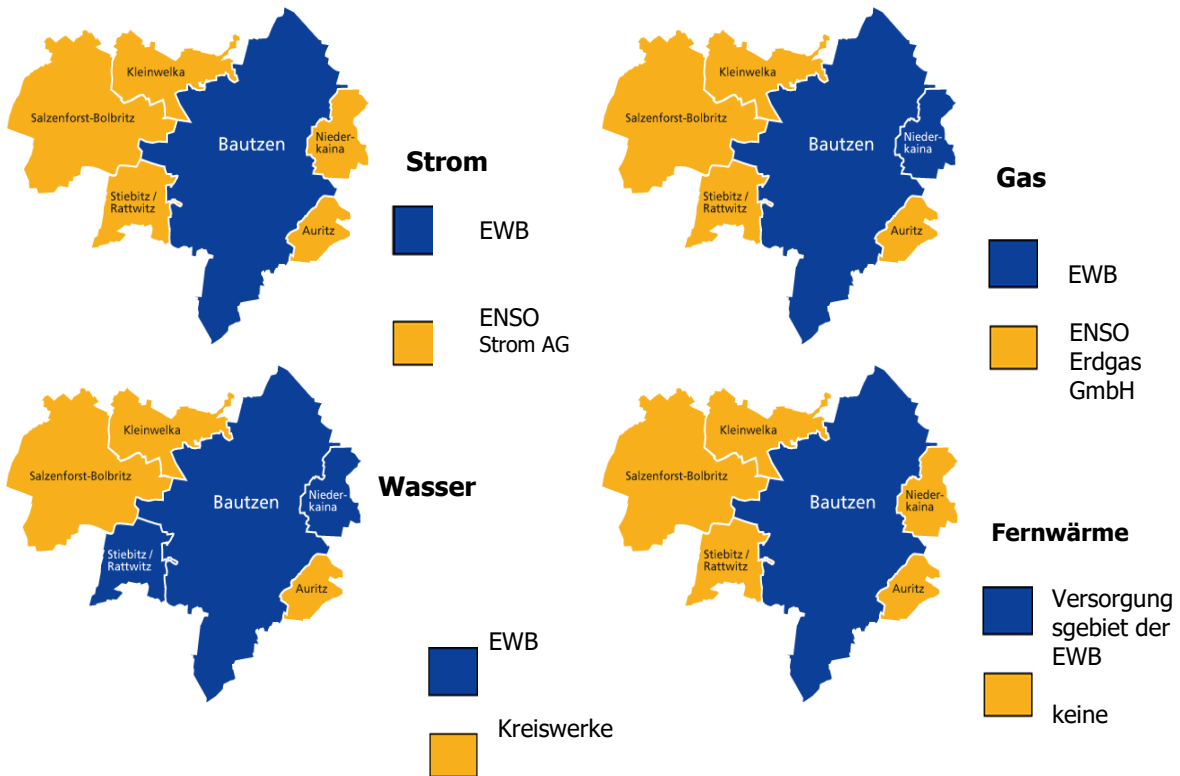 Kleinwelka
Salzenforst-Bolbritz
Bautzen
Nieder-
kaina
Stiebitz /
Rattwitz
Auritz
Strom
EWB
ENSO
Strom AG
Kleinwelka
Salzenforst-Bolbritz
Bautzen
Nieder-
kaina
Stiebitz /
Rattwitz
Auritz
Gas
EWB
ENSO
Erdgas
GmbH
Kleinwelka
Salzenforst-Bolbritz
Bautzen
Nieder-
kaina
Stiebitz /
Rattwitz
Auritz
Wasser
EWB
Kreiswerke
Kleinwelka
Salzenforst-Bolbritz
Bautzen
Nieder-
kaina
Stiebitz /
Rattwitz
Auritz
Fernwärme
Versorgung
sgebiet der
EWB
keine